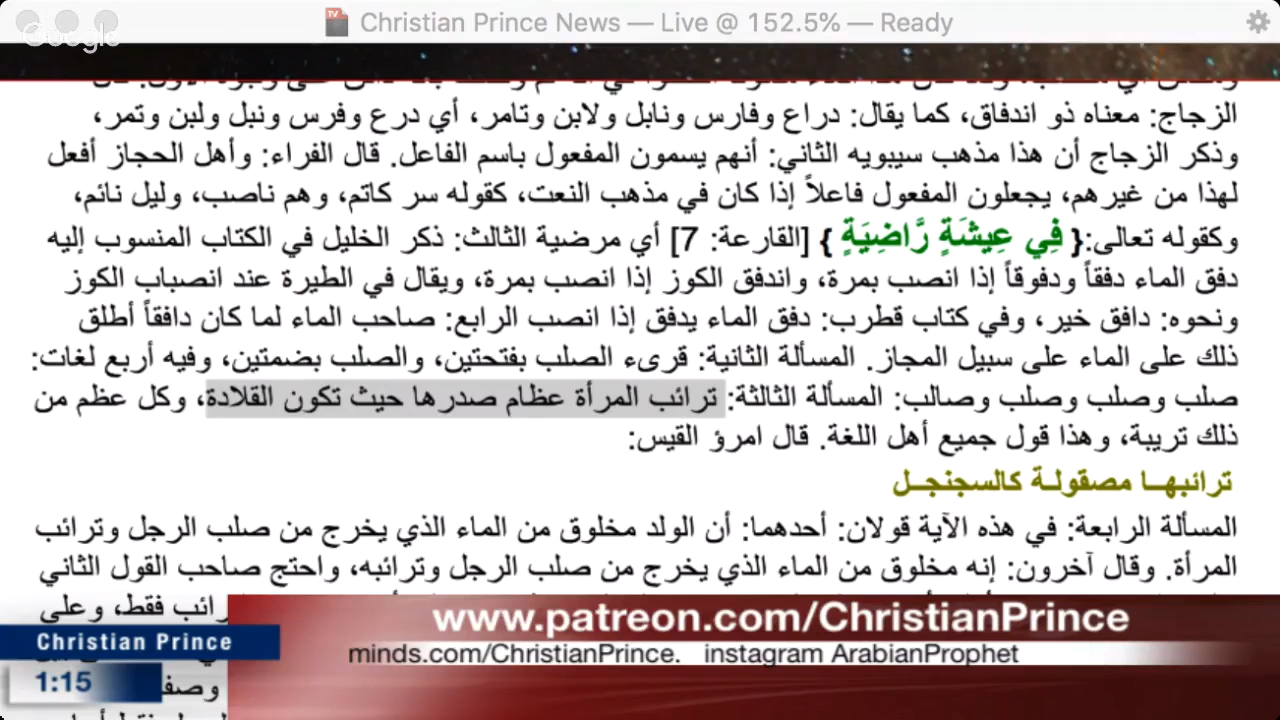 TV
Christian Prince News — Live @ 152.5% — Ready
Google
الزجاج: معناه ذو اندفاق، كما يقال: دراع وفارس ونابل ولابن وتامر، أي درع وفرس ونبل ولبن وتمر،
وذكر الزجاج أن هذا مذهب سيبويه الثاني: أنهم يسمون المفعول باسم الفاعل. قال الفراء: وأهل الحجاز أفعل
لهذا من غيرهم، يجعلون المفعول فاعلاً إذا كان في مذهب النعت، كقوله سر كاتم، وهم ناصب، وليل نائم،
وكقوله تعالى:{ فِي عِيشَةٍ رَّاضِيَةٍ } [القارعة: 7] أي مرضية الثالث: ذكر الخليل في الكتاب المنسوب إليه
دفق الماء دفقاً ودفوقاً إذا انصب بمرة، واندفق الكوز إذا انصب بمرة، ويقال في الطيرة عند انصباب الكوز
ونحوه: دافق خير، وفي كتاب قطرب: دفق الماء يدفق إذا انصب الرابع: صاحب الماء لما كان دافقاً أطلق
ذلك على الماء على سبيل المجاز. المسألة الثانية: قرىء الصلب بفتحتين، والصلب بضمتين، وفيه أربع لغات:
صلب وصلب وصلب وصالب: المسألة الثالثة: ترائب المرأة عظام صدرها حيث تكون القلادة، وكل عظم من
ذلك تريبة، وهذا قول جميع أهل اللغة. قال امرؤ القيس:
ترائبهـا مصقولـة كالسجنجـل
المسألة الرابعة: في هذه الآية قولان: أحدهما: أن الولد مخلوق من الماء الذي يخرج من صلب الرجل وترائب
المرأة. وقال آخرون: إنه مخلوق من الماء الذي يخرج من صلب الرجل وترائبه، واحتج صاحب القول الثاني
رائب فقط، وعلى
www.patreon.com/ChristianPrince
Christian Prince
minds.com/ChristianPrince. instagram ArabianProphet
1:15